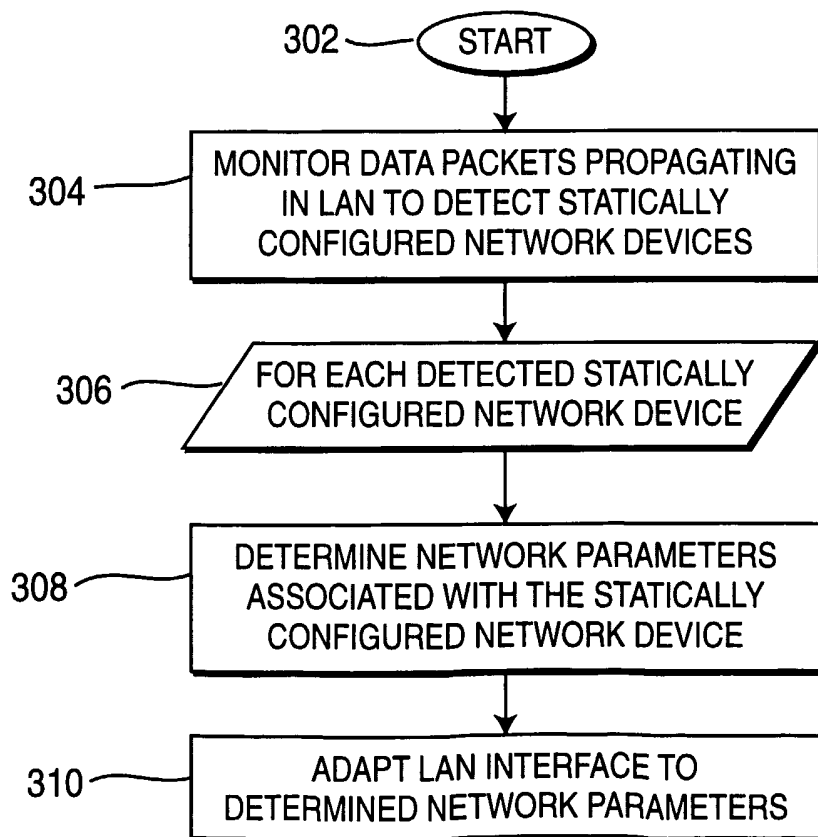 302
START
304
MONITOR DATA PACKETS PROPAGATING
IN LAN TO DETECT STATICALLY
CONFIGURED NETWORK DEVICES
306
FOR EACH DETECTED STATICALLY
CONFIGURED NETWORK DEVICE
308
DETERMINE NETWORK PARAMETERS
ASSOCIATED WITH THE STATICALLY
CONFIGURED NETWORK DEVICE
310
ADAPT LAN INTERFACE TO
DETERMINED NETWORK PARAMETERS